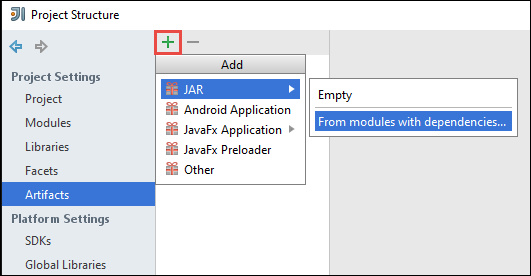 Project Structure
Project Settings
Project
Modules
Libraries
Facets
Artifacts
Platform Settings
SDKs
Global Libraries
Add
JAR
Android Application
JavaFx Application
JavaFx Preloader
Other
Empty
From modules with dependencies...